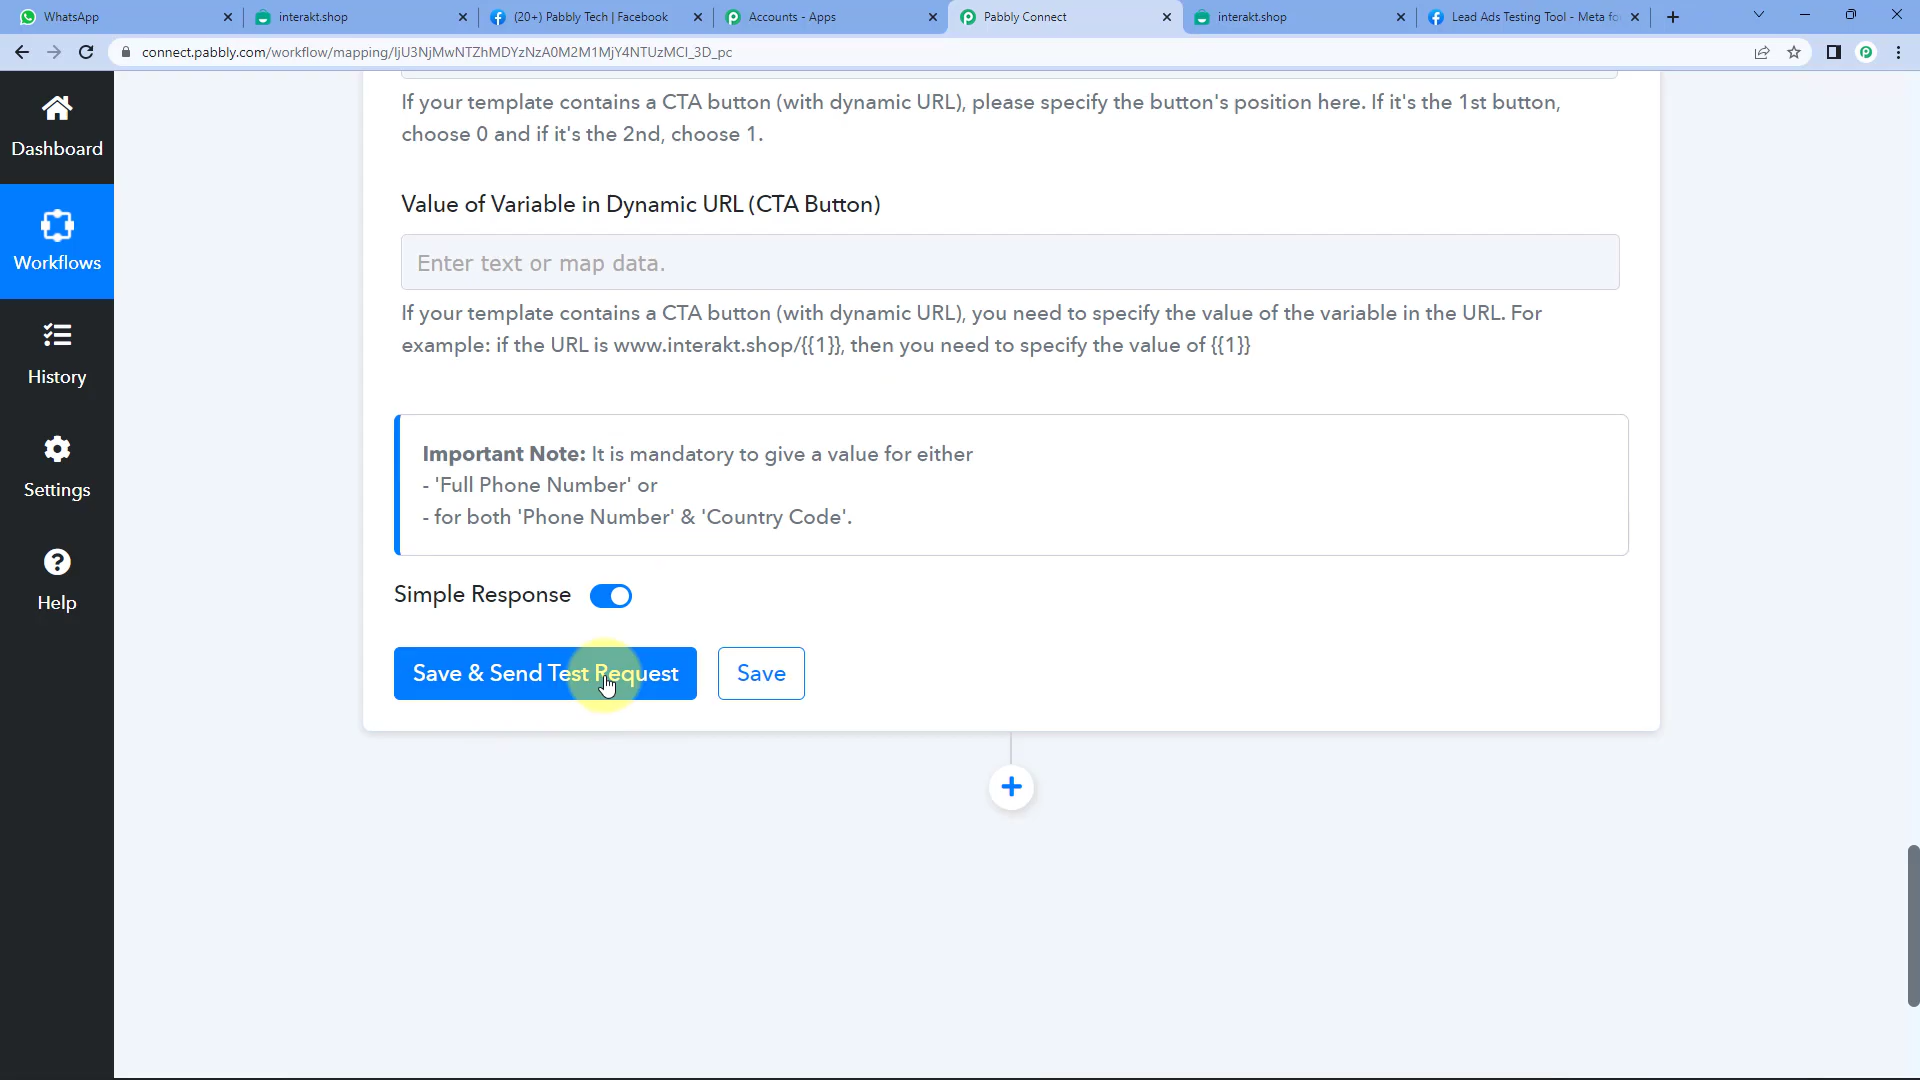 WhatsApp
interakt.shop
(20+) Pabbly Tech | Facebook
Accounts - Apps
Pabbly Connect
interakt.shop
Lead Ads Testing Tool - Meta fo
connect.pabbly.com/workflow/mapping/IjU3NjMwNTZhMDYzNzA0M2M1MjY4NTUzMCI_3D_pc
If your template contains a CTA button (with dynamic URL), please specify the button's position here. If it's the 1st button,
choose 0 and if it's the 2nd, choose 1.
Dashboard
Value of Variable in Dynamic URL (CTA Button)
Workflows
Enter text or map data.
If your template contains a CTA button (with dynamic URL), you need to specify the value of the variable in the URL. For
example: if the URL is www.interakt.shop/{{1}}, then you need to specify the value of {{1}}
History
Important Note: It is mandatory to give a value for either
- 'Full Phone Number' or
- for both 'Phone Number' & 'Country Code'.
Settings
Help
Simple Response
Save & Send Test Request
Save